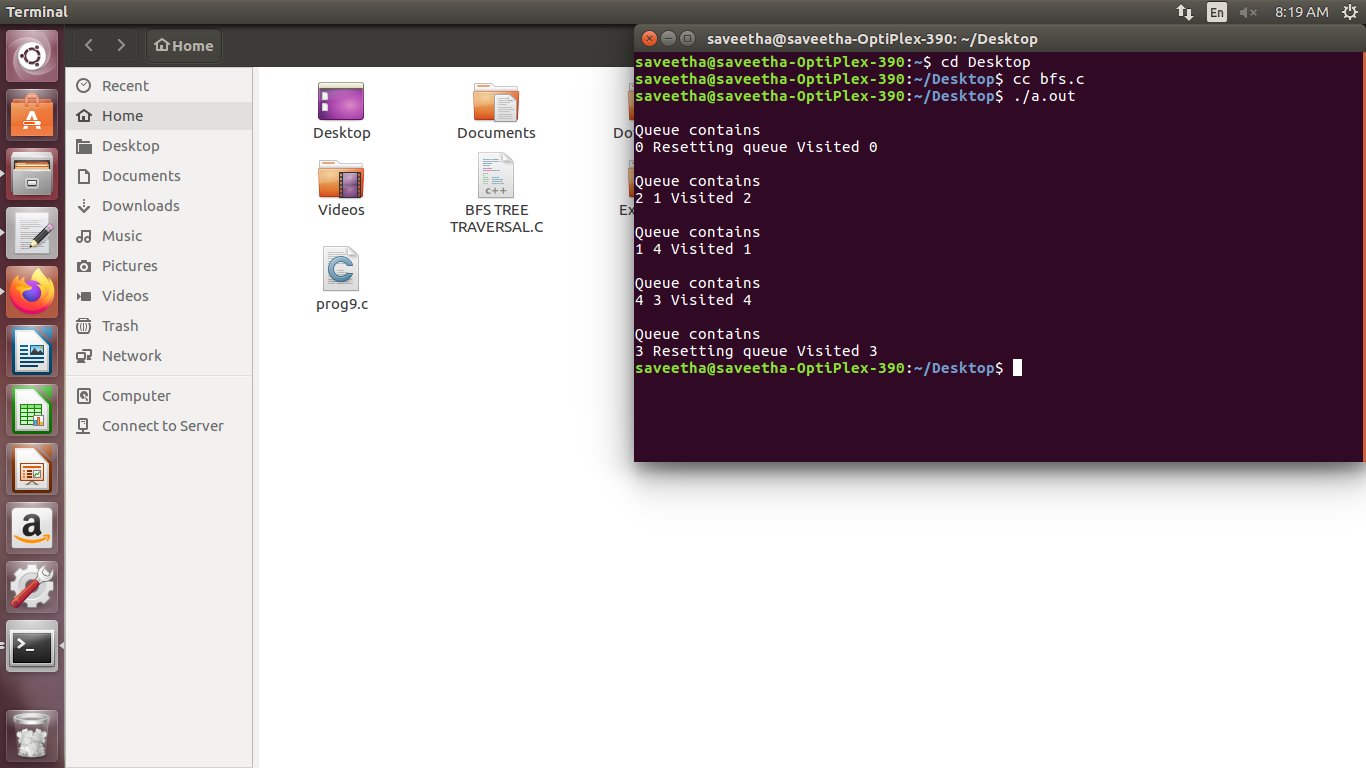 Terminal
En
8:19 AM
Home
saveetha@saveetha-OptiPlex-390: ~/Desktop
Recent
Home
Desktop
Documents
Downloads
Music
Pictures
Videos
Trash
Network
Computer
Connect to Server
Desktop
Documents
Do
Videos
c++
BFS TREE
TRAVERSAL.C
Ex
C
prog9.c
saveetha@saveetha-OptiPlex-390:~$ cd Desktop
saveetha@saveetha-OptiPlex-390:~/Desktop$ cc bfs.c
saveetha@saveetha-OptiPlex-390:~/Desktop$ ./a.out
Queue contains
0 Resetting queue Visited 0
Queue contains
2 1 Visited 2
Queue contains
1 4 Visited 1
Queue contains
4 3 Visited 4
Queue contains
3 Resetting queue Visited 3
saveetha@saveetha-OptiPlex-390:~/Desktop$
A
a
>_